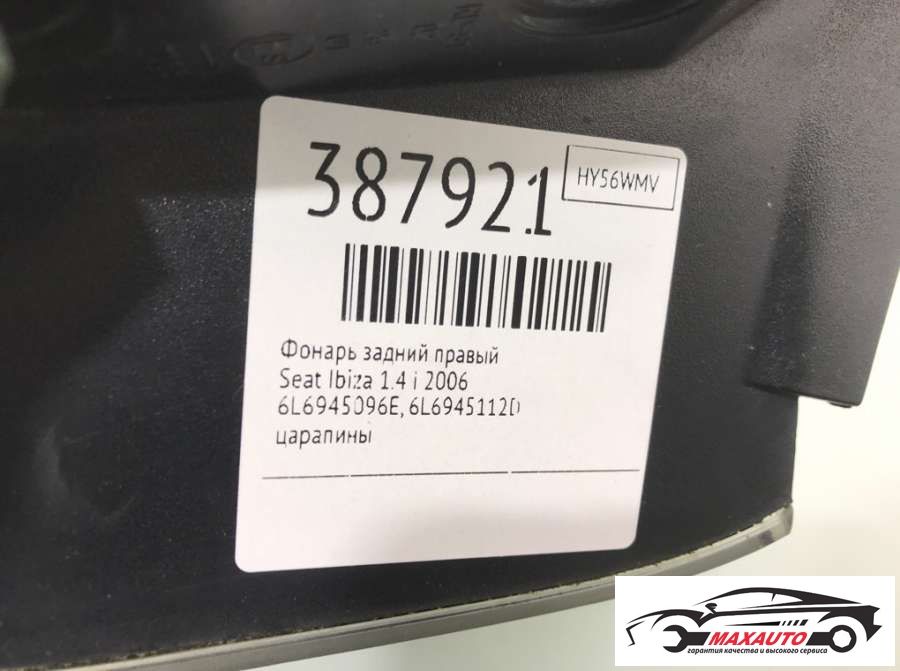 387921
HY56WMV
Фонарь задний правый
Seat Ibiza 1.4 i 2006
6L6945096E, 6L6945112D
царапины
MAXAUTO
гарантия качества и высокого сервиса